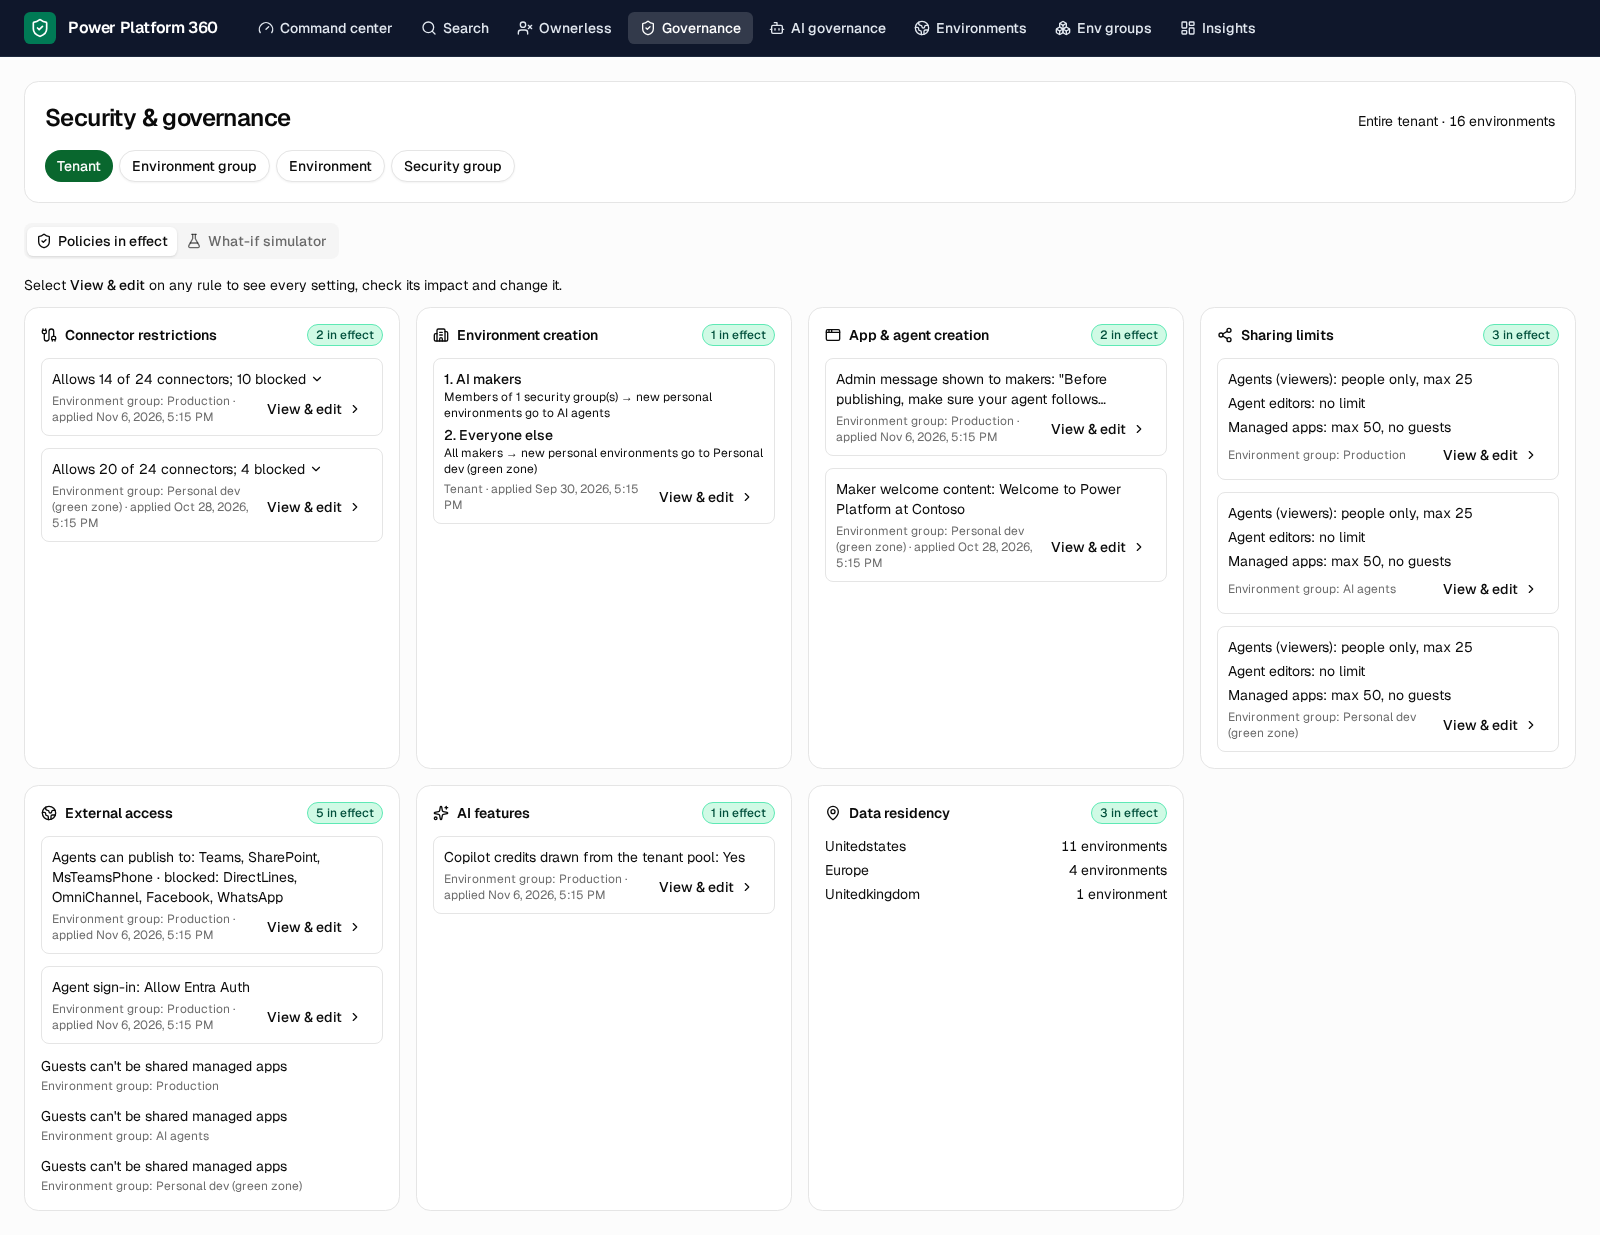 Power Platform 360
Command center
Search
Ownerless
Governance
AI governance
Environments
Env groups
Insights
Security & governance
Entire tenant · 16 environments
Tenant
Environment group
Environment
Security group
Policies in effect
What-if simulator
Select View & edit on any rule to see every setting, check its impact and change it.
Connector restrictions
2 in effect
Allows 14 of 24 connectors; 10 blocked
Environment group: Production ·
applied Nov 6, 2026, 5:15 PM
View & edit
Allows 20 of 24 connectors; 4 blocked
Environment group: Personal dev
(green zone) · applied Oct 28, 2026,
5:15 PM
View & edit
Environment creation
1 in effect
1. AI makers
Members of 1 security group(s) → new personal
environments go to AI agents
2. Everyone else
All makers → new personal environments go to Personal
dev (green zone)
Tenant · applied Sep 30, 2026, 5:15
PM
View & edit
App & agent creation
2 in effect
Admin message shown to makers: "Before
publishing, make sure your agent follows…
Environment group: Production ·
applied Nov 6, 2026, 5:15 PM
View & edit
Maker welcome content: Welcome to Power
Platform at Contoso
Environment group: Personal dev
(green zone) · applied Oct 28, 2026,
5:15 PM
View & edit
Sharing limits
3 in effect
Agents (viewers): people only, max 25
Agent editors: no limit
Managed apps: max 50, no guests
Environment group: Production
View & edit
Agents (viewers): people only, max 25
Agent editors: no limit
Managed apps: max 50, no guests
Environment group: AI agents
View & edit
Agents (viewers): people only, max 25
Agent editors: no limit
Managed apps: max 50, no guests
Environment group: Personal dev
(green zone)
View & edit
External access
5 in effect
Agents can publish to: Teams, SharePoint,
MsTeamsPhone · blocked: DirectLines,
OmniChannel, Facebook, WhatsApp
Environment group: Production ·
applied Nov 6, 2026, 5:15 PM
View & edit
Agent sign-in: Allow Entra Auth
Environment group: Production ·
applied Nov 6, 2026, 5:15 PM
View & edit
Guests can't be shared managed apps
Environment group: Production
Guests can't be shared managed apps
Environment group: AI agents
Guests can't be shared managed apps
Environment group: Personal dev (green zone)
AI features
1 in effect
Copilot credits drawn from the tenant pool: Yes
Environment group: Production ·
applied Nov 6, 2026, 5:15 PM
View & edit
Data residency
3 in effect
Unitedstates
11 environments
Europe
4 environments
Unitedkingdom
1 environment